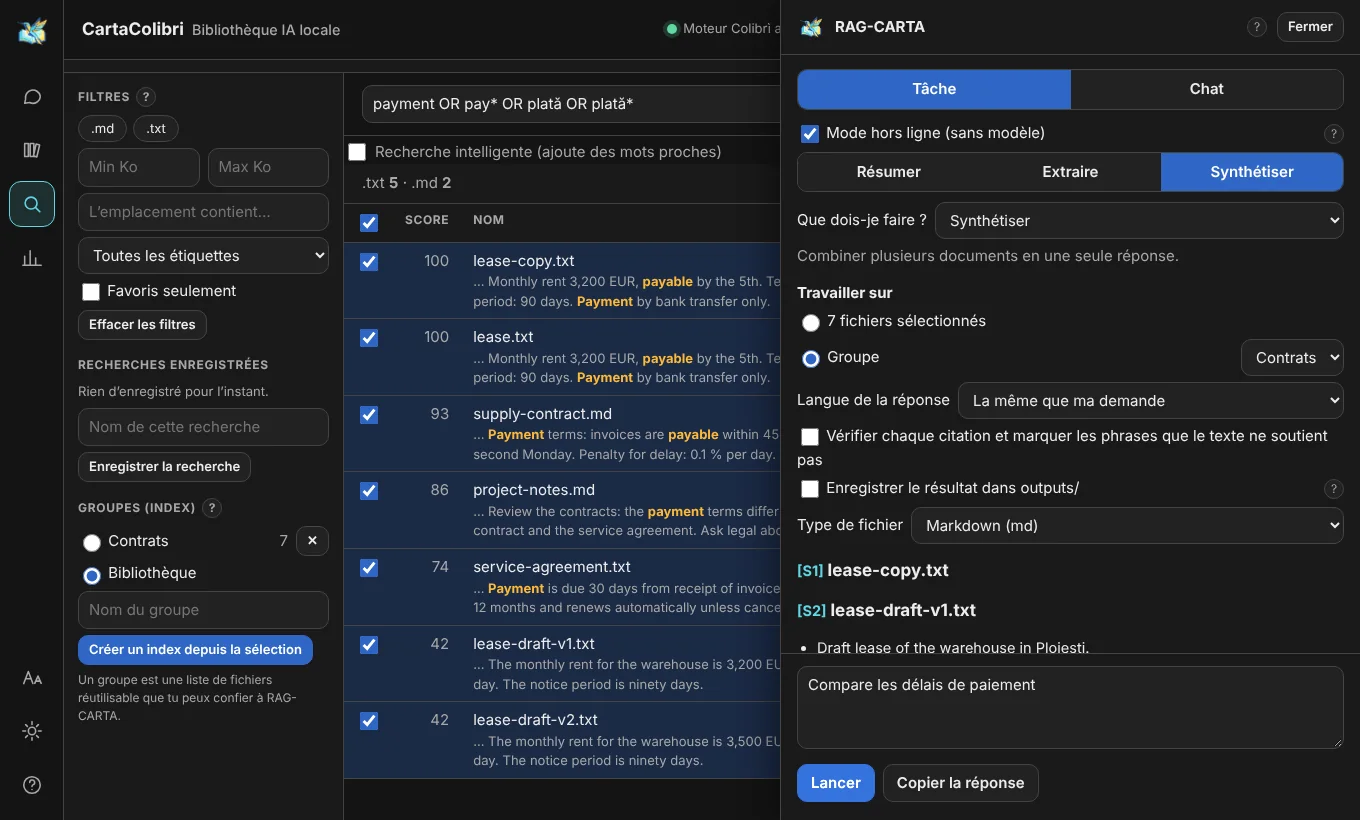 CartaColibri Bibliothèque IA locale
Moteur Colibri a
FILTRES ?
.md .txt
Min Ko Max Ko
L’emplacement contient…
Toutes les étiquettes
Favoris seulement
Effacer les filtres
RECHERCHES ENREGISTRÉES
Rien d’enregistré pour l’instant.
Nom de cette recherche
Enregistrer la recherche
GROUPES (INDEX) ?
Contrats 7 ×
Bibliothèque
Nom du groupe
Créer un index depuis la sélection
Un groupe est une liste de fichiers
réutilisable que tu peux confier à RAG-
CARTA.
AA
?
payment OR pay* OR plată OR plată*
Recherche intelligente (ajoute des mots proches)
.txt 5 · .md 2
SCORE NOM
100 lease-copy.txt
… Monthly rent 3,200 EUR, payable by the 5th. Te
period: 90 days. Payment by bank transfer only.
100 lease.txt
… Monthly rent 3,200 EUR, payable by the 5th. Te
period: 90 days. Payment by bank transfer only.
93 supply-contract.md
… Payment terms: invoices are payable within 45
second Monday. Penalty for delay: 0.1 % per day.
86 project-notes.md
… Review the contracts: the payment terms differ
contract and the service agreement. Ask legal abo
74 service-agreement.txt
… Payment is due 30 days from receipt of invoice
12 months and renews automatically unless cance
42 lease-draft-v1.txt
… The monthly rent for the warehouse is 3,200 EU
day. The notice period is ninety days.
42 lease-draft-v2.txt
… The monthly rent for the warehouse is 3,500 EU
day. The notice period is ninety days.
RAG-CARTA ? Fermer
Tâche Chat
Mode hors ligne (sans modèle) ?
Résumer Extraire Synthétiser
Que dois-je faire ? Synthétiser
Combiner plusieurs documents en une seule réponse.
Travailler sur
7 fichiers sélectionnés
Groupe Contrats
Langue de la réponse La même que ma demande
Vérifier chaque citation et marquer les phrases que le texte ne soutient
pas
Enregistrer le résultat dans outputs/ ?
Type de fichier Markdown (md)
[S1] lease-copy.txt
[S2] lease-draft-v1.txt
• Draft lease of the warehouse in Ploiești.
Compare les délais de paiement
Lancer Copier la réponse